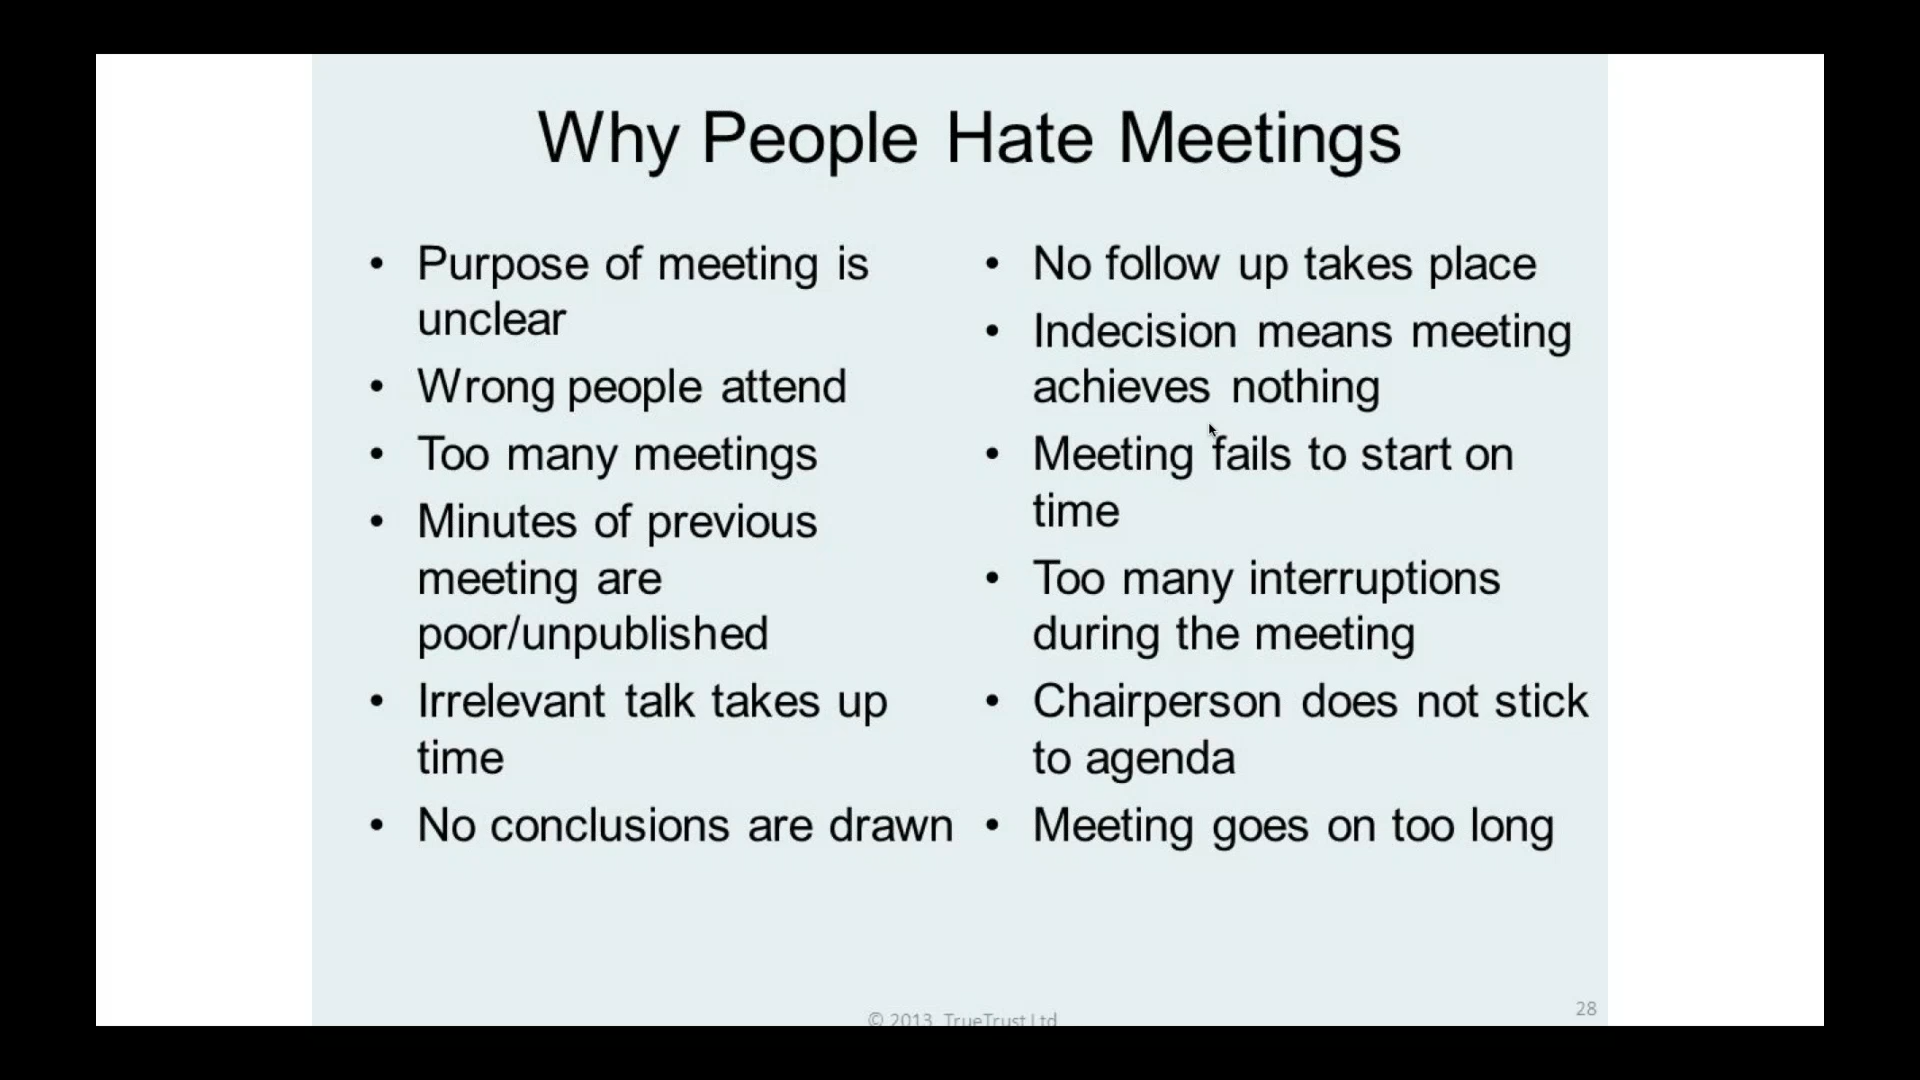 Why People Hate Meetings
• Purpose of meeting is
unclear
• Wrong people attend
• Too many meetings
• Minutes of previous
meeting are
poor/unpublished
• Irrelevant talk takes up
time
• No conclusions are drawn
• No follow up takes place
• Indecision means meeting
achieves nothing
• Meeting fails to start on
time
• Too many interruptions
during the meeting
• Chairperson does not stick
to agenda
• Meeting goes on too long
© 2013 TrueTrust Ltd
28